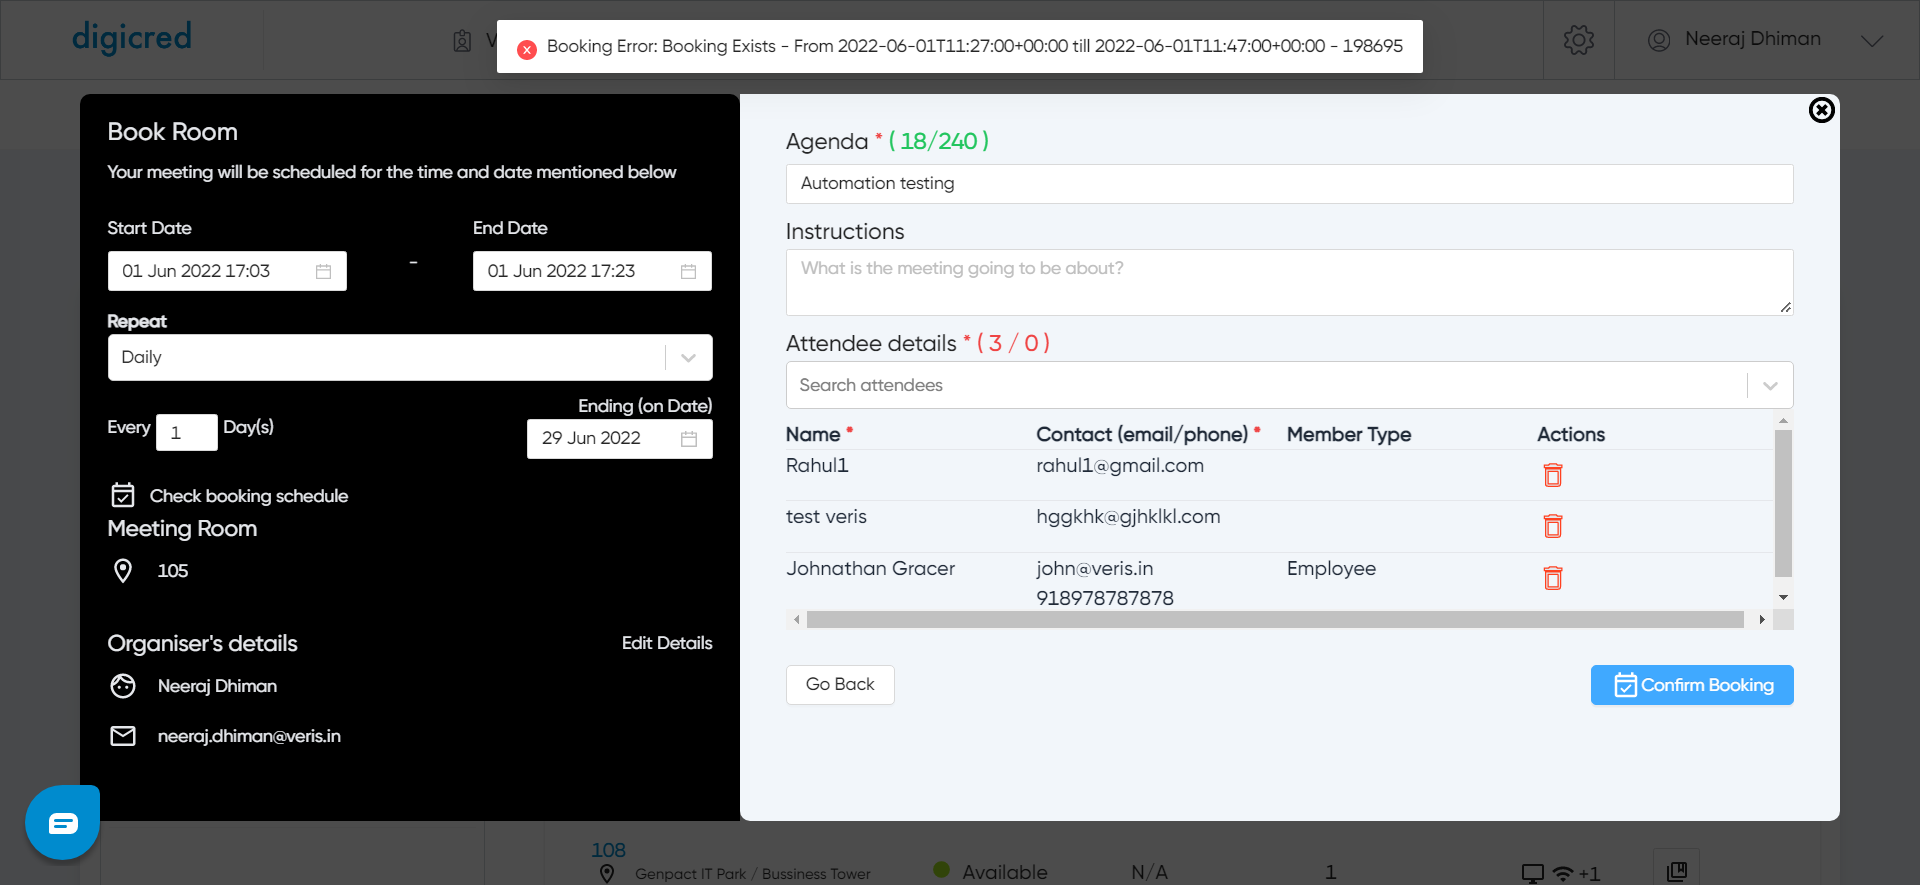 digicred
Booking Error: Booking Exists - From 2022-06-01T11:27:00+00:00 till 2022-06-01T11:47:00+00:00 - 198695
Neeraj Dhiman
Book Room
Your meeting will be scheduled for the time and date mentioned below
Start Date
End Date
01 Jun 2022 17:03
-
01 Jun 2022 17:23
Repeat
Daily
Ending (on Date)
Every 1 Day(s)
29 Jun 2022
Check booking schedule
Meeting Room
105
Organiser's details
Edit Details
Neeraj Dhiman
neeraj.dhiman@veris.in
Agenda * ( 18/240 )
Automation testing
Instructions
What is the meeting going to be about?
Attendee details * ( 3 / 0 )
Search attendees
Name * Contact (email/phone) * Member Type Actions
Rahul1 rahul1@gmail.com
test veris hggkhk@gjhklkl.com
Johnathan Gracer john@veris.in Employee
918978787878
Go Back
Confirm Booking
108
Genpact IT Park / Bussiness Tower
Available N/A 1 +1